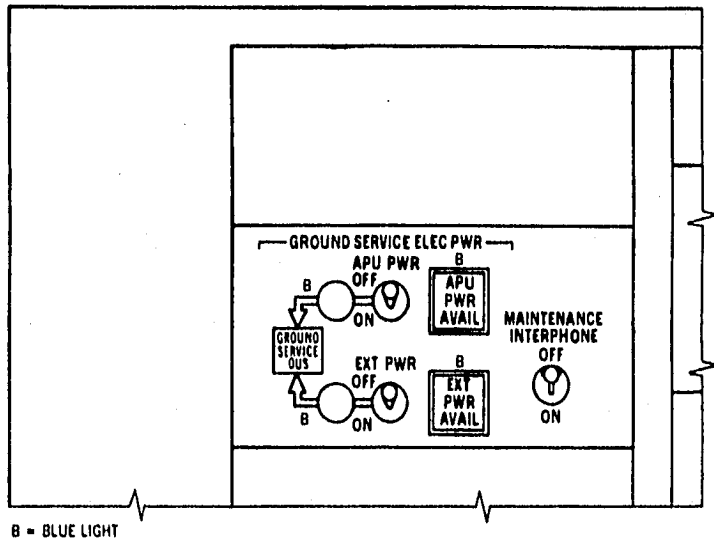 GROUND SERVICE ELEC PWR
APU PWR
OFF
B
ON
B
APU
PWR
AVAIL
GROUND
SERVICE
OUS
MAINTENANCE
INTERPHONE
OFF
ON
EXT PWR
OFF
B
ON
B
EXT
PWR
AVAIL
B = BLUE LIGHT